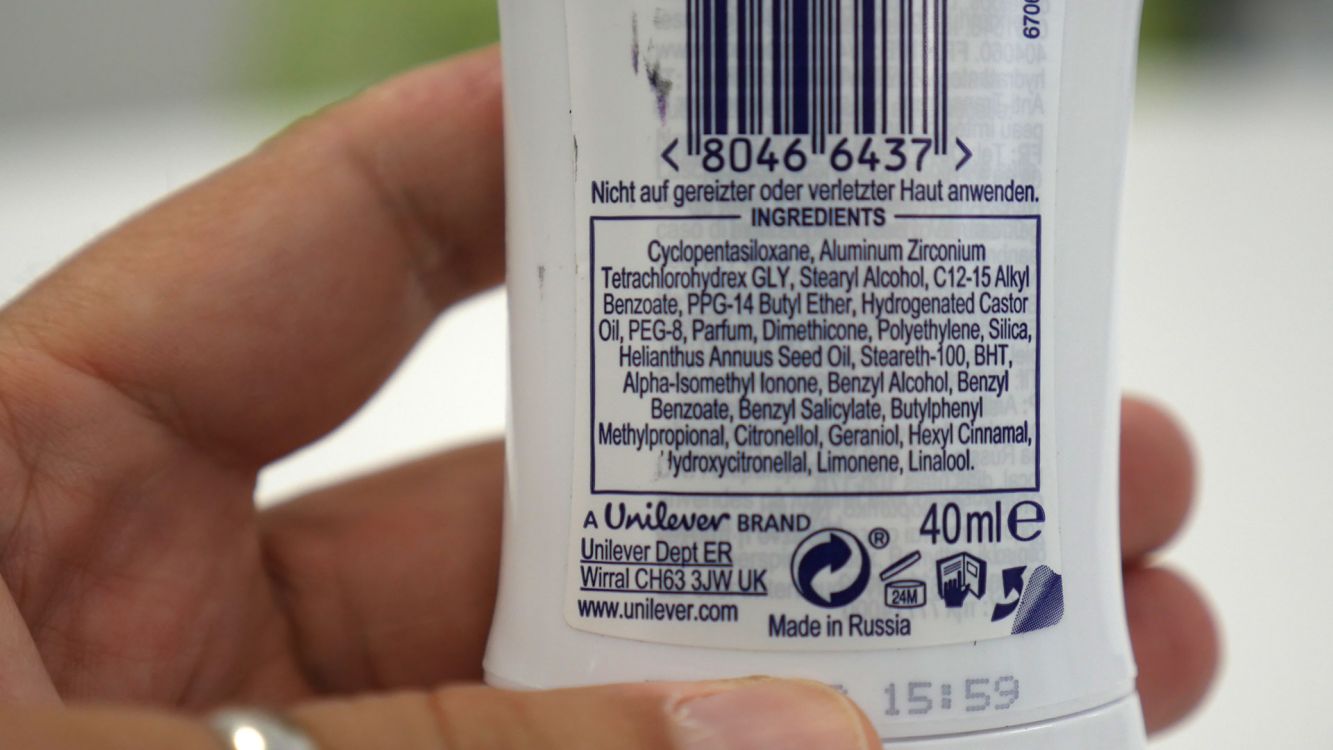 6706
<8046 6437>
Nicht auf gereizter oder verletzter Haut anwenden.
INGREDIENTS
Cyclopentasiloxane, Aluminum Zirconium
Tetrachlorohydrex GLY, Stearyl Alcohol, C12-15 Alkyl
Benzoate, PPG-14 Butyl Ether, Hydrogenated Castor
Oil, PEG-8, Parfum, Dimethicone, Polyethylene, Silica,
Helianthus Annuus Seed Oil, Steareth-100, BHT,
Alpha-Isomethyl Ionone, Benzyl Alcohol, Benzyl
Benzoate, Benzyl Salicylate, Butylphenyl
Methylpropional, Citronellol, Geraniol, Hexyl Cinnamal,
Hydroxycitronellal, Limonene, Linalool.
A Unilever BRAND
40ml e
Unilever Dept ER
Wirral CH63 3JW UK
®
24M
www.unilever.com
Made in Russia
15:59